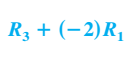 R₃ + (−2)R₁